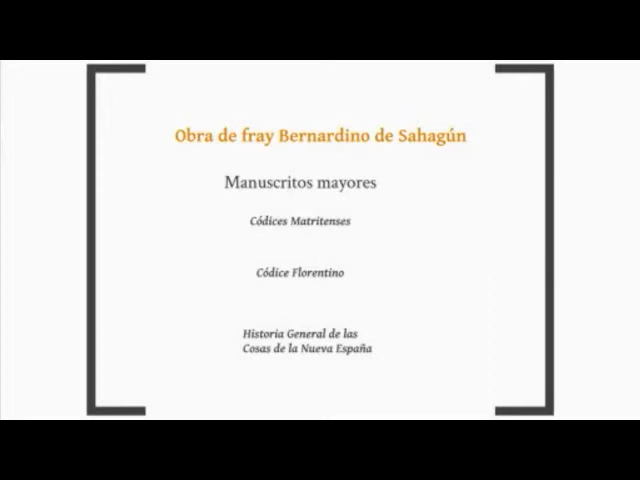 Obra de fray Bernardino de Sahagún
Manuscritos mayores
Códices Matritenses
Códice Florentino
Historia General de las
Cosas de la Nueva España